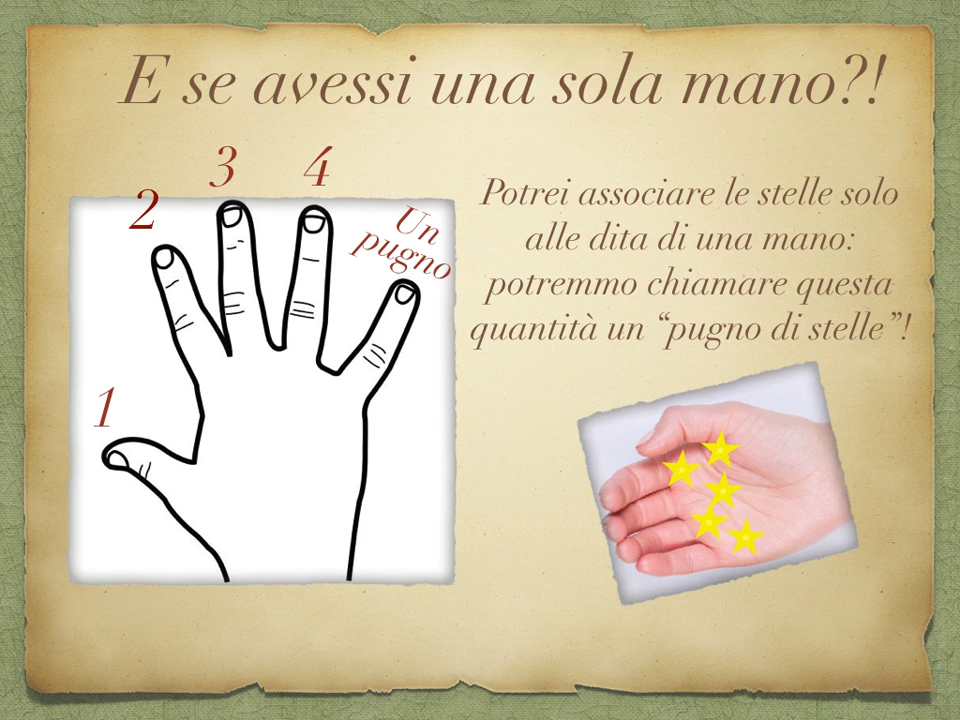 E se avessi una sola mano?!
1
2
3
4
Un
pugno
Potrei associare le stelle solo
alle dita di una mano:
potremmo chiamare questa
quantità un “pugno di stelle”!